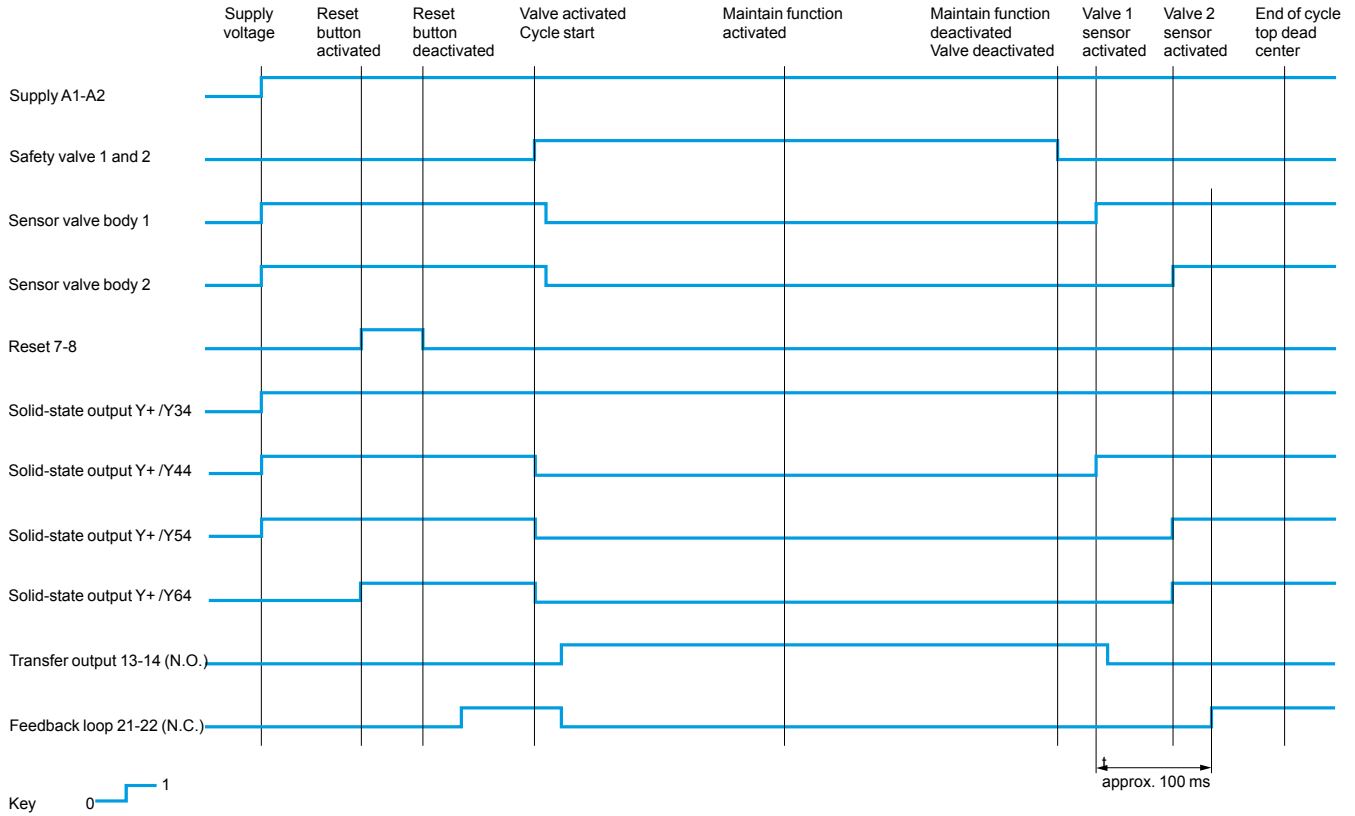 Supply
voltage
Reset
button
activated
Reset
button
deactivated
Valve activated
Cycle start
Maintain function
activated
Maintain function
deactivated
Valve deactivated
Valve 1
sensor
activated
Valve 2
sensor
activated
End of cycle
top dead
center
Supply A1-A2
Safety valve 1 and 2
Sensor valve body 1
Sensor valve body 2
Reset 7-8
Solid-state output Y+ /Y34
Solid-state output Y+ /Y44
Solid-state output Y+ /Y54
Solid-state output Y+ /Y64
Transfer output 13-14 (N.O.)
Feedback loop 21-22 (N.C.)
t
approx. 100 ms
Key 0 1